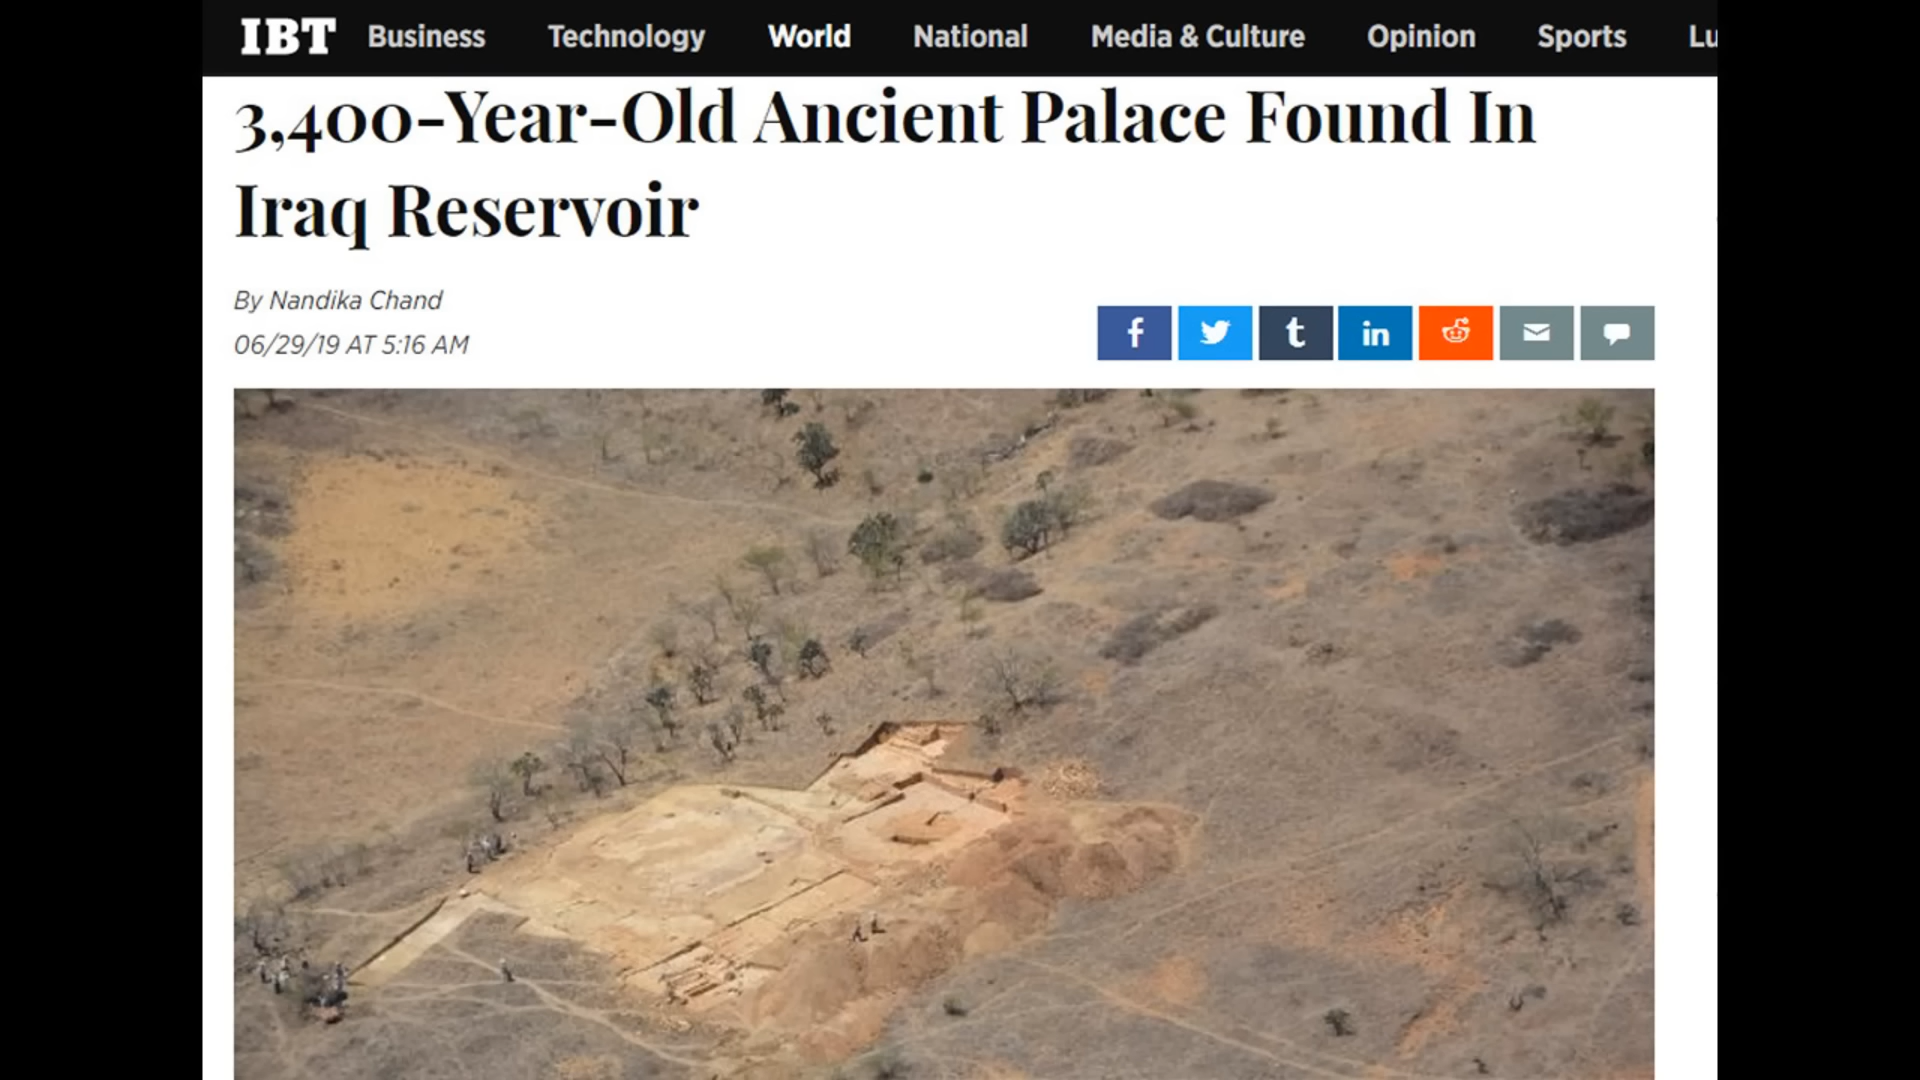 IBT Business Technology World National Media & Culture Opinion Sports Lu
3,400-Year-Old Ancient Palace Found In
Iraq Reservoir
By Nandika Chand
06/29/19 AT 5:16 AM